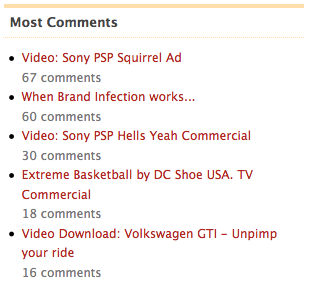 Most Comments
Video: Sony PSP Squirrel Ad
67 comments
When Brand Infection works...
60 comments
Video: Sony PSP Hells Yeah Commercial
30 comments
Extreme Basketball by DC Shoe USA. TV
Commercial
18 comments
Video Download: Volkswagen GTI - Unpimp
your ride
16 comments